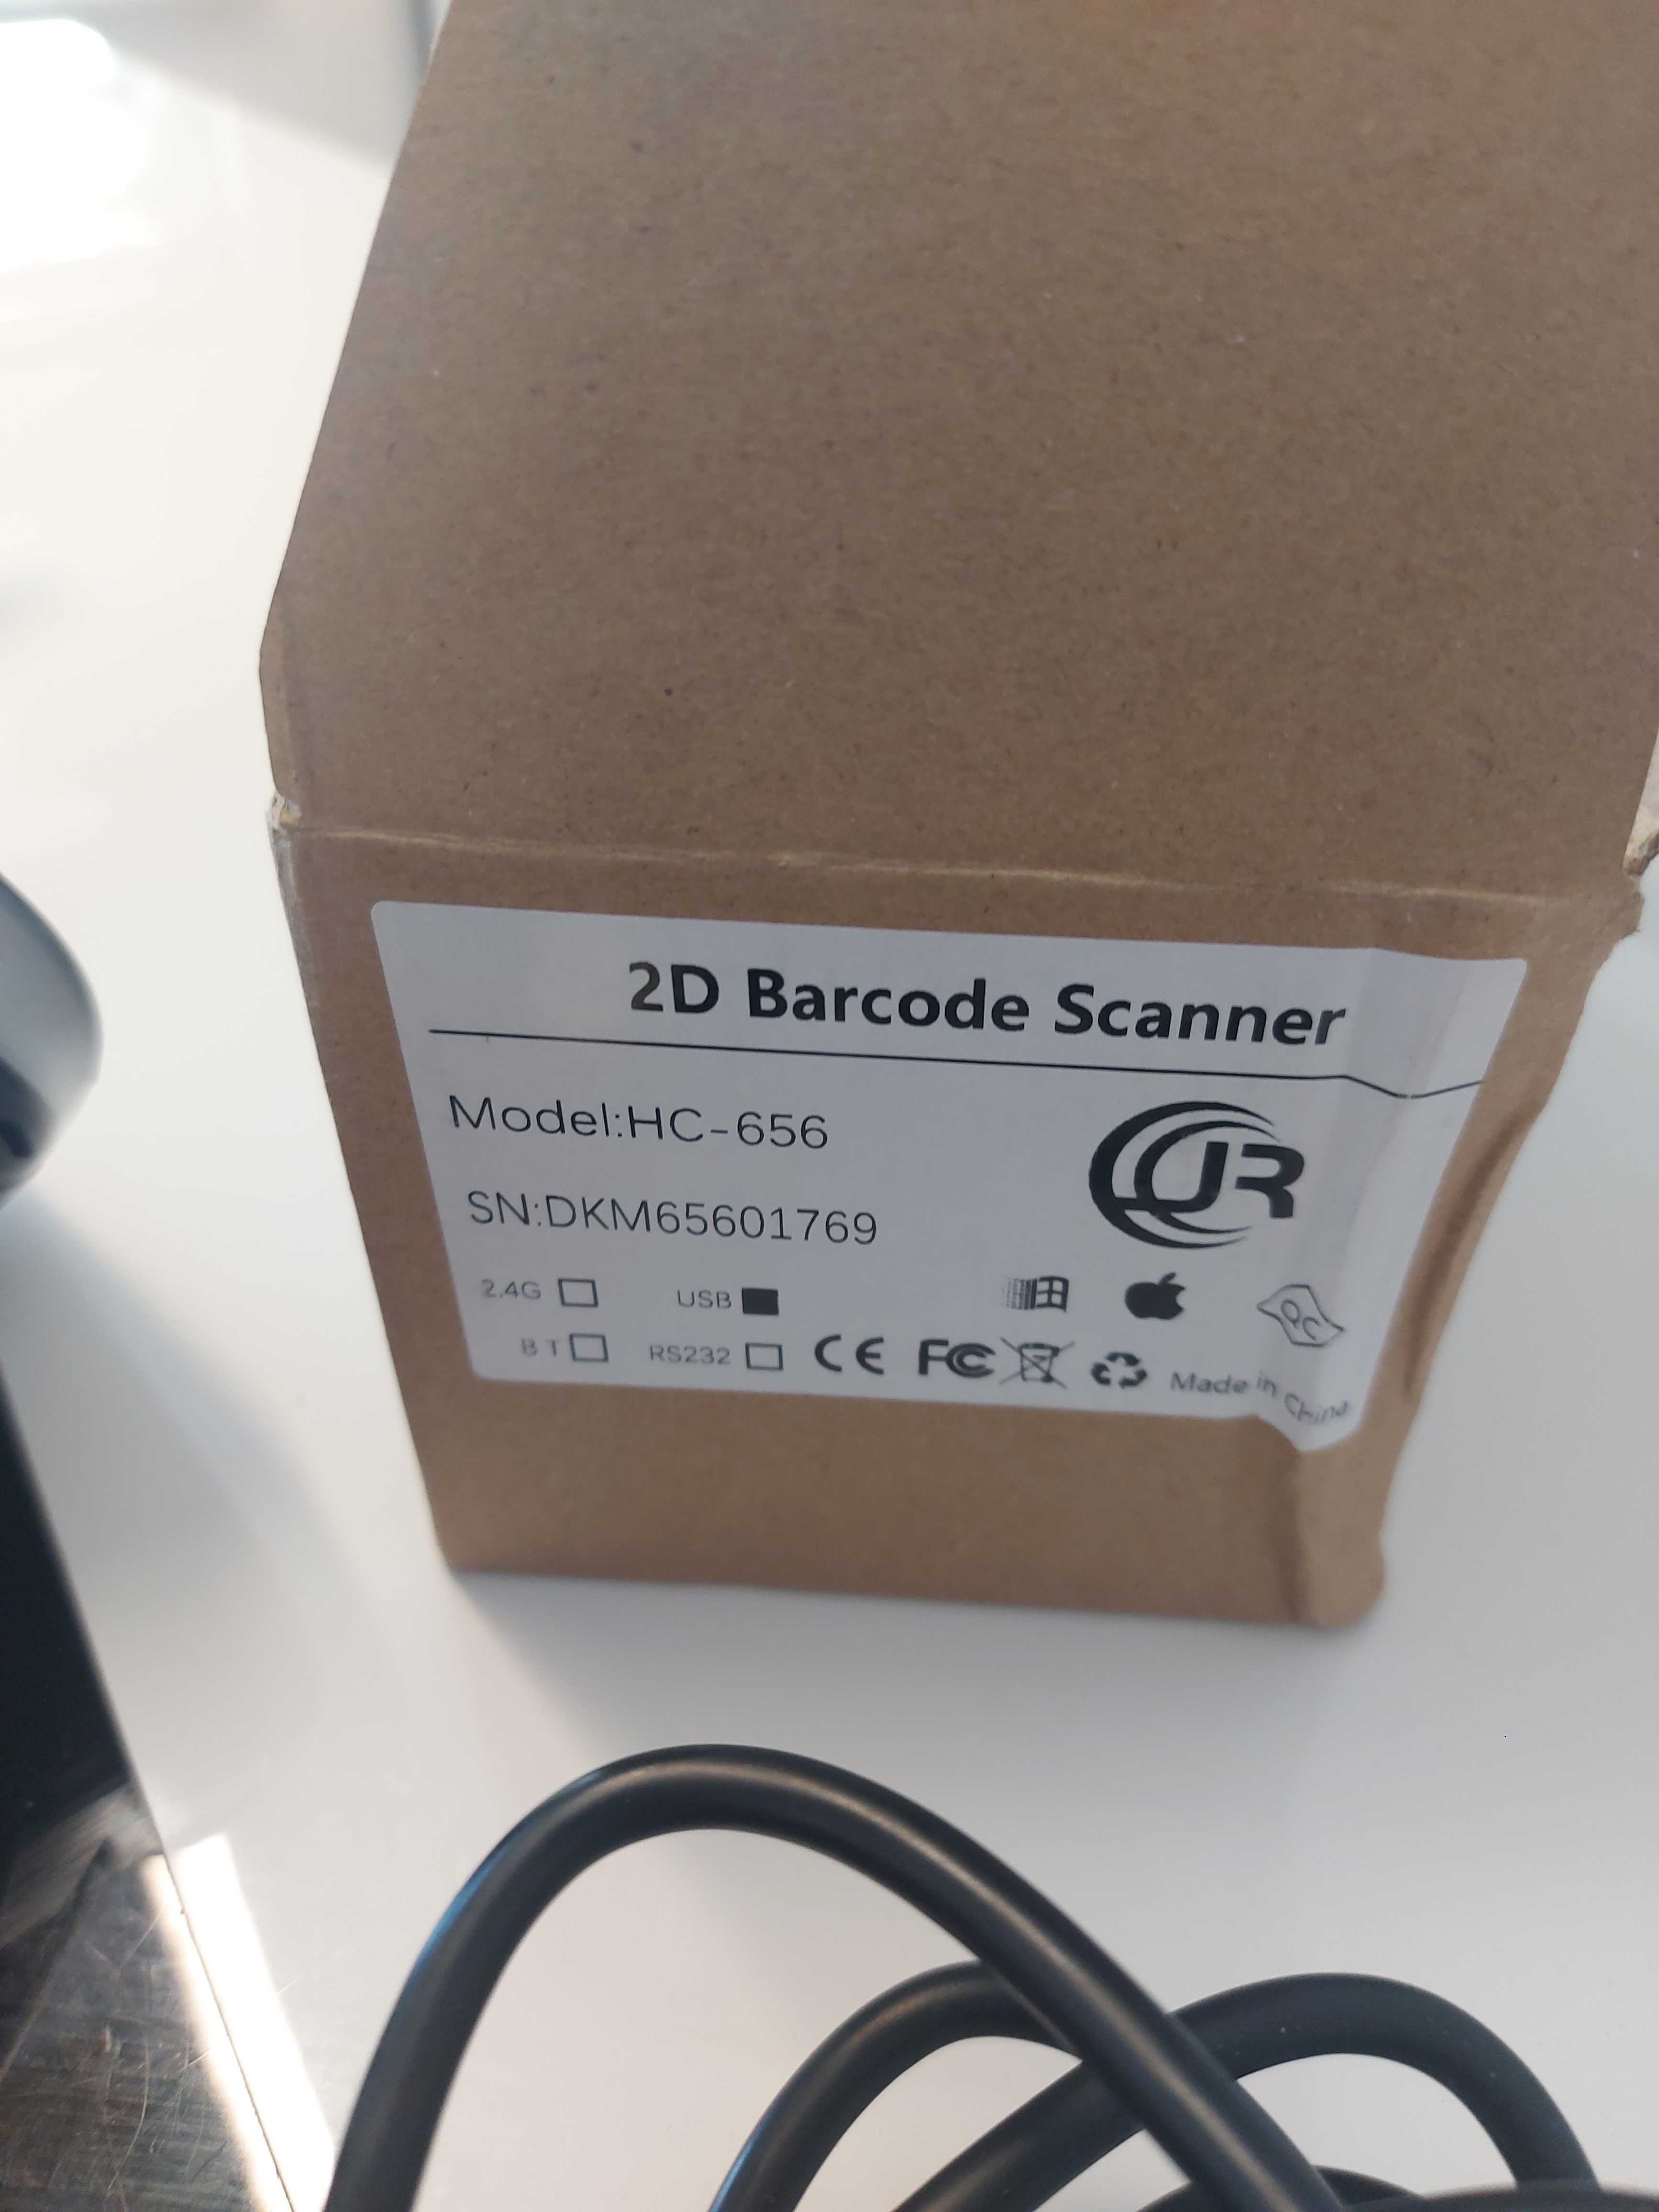 2D Barcode Scanner
Model:HC-656
JR
SN:DKM65601769
2.4G USB
QC
BT RS232 CE FC Made in China